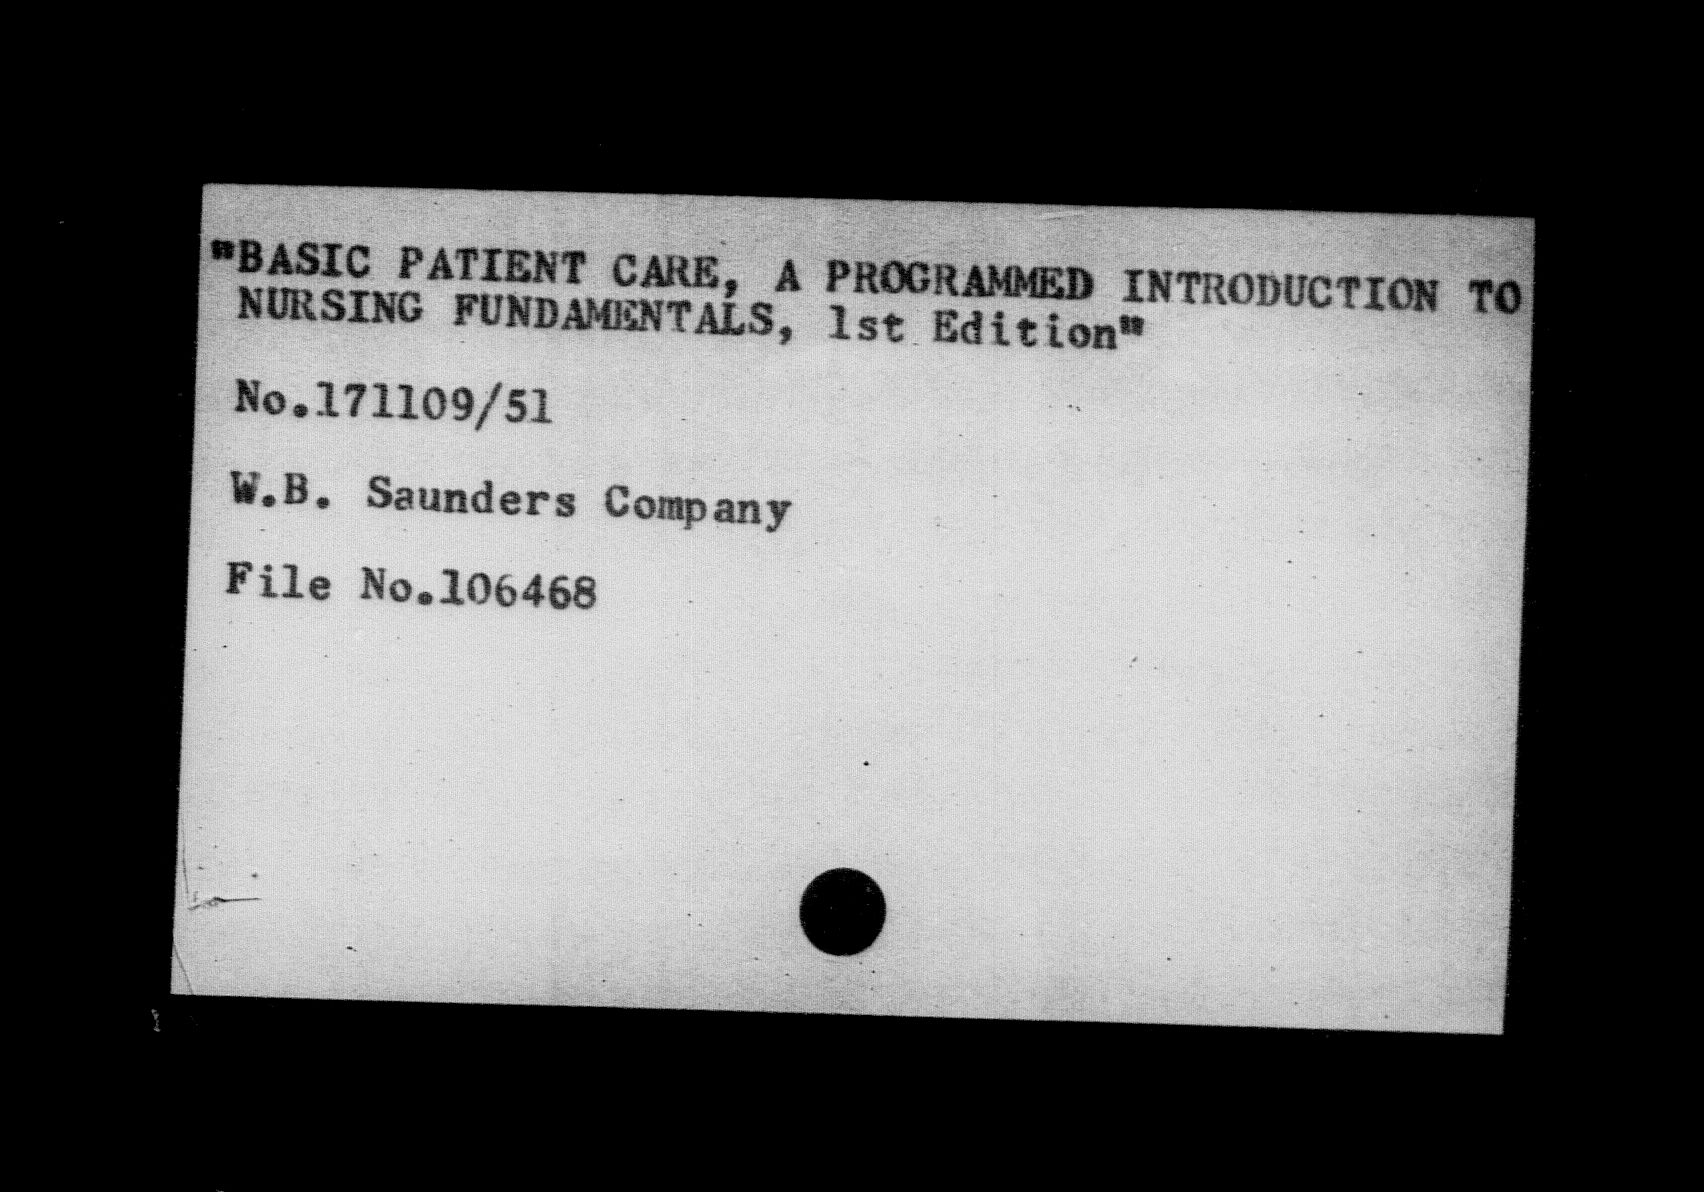 "BASIC PATIENT CARE, A PROGRAMMED INTRODUCTION TO
NURSING FUNDAMENTALS, 1st Edition"
No.171109/51
W.B. Saunders Company
File No.106468